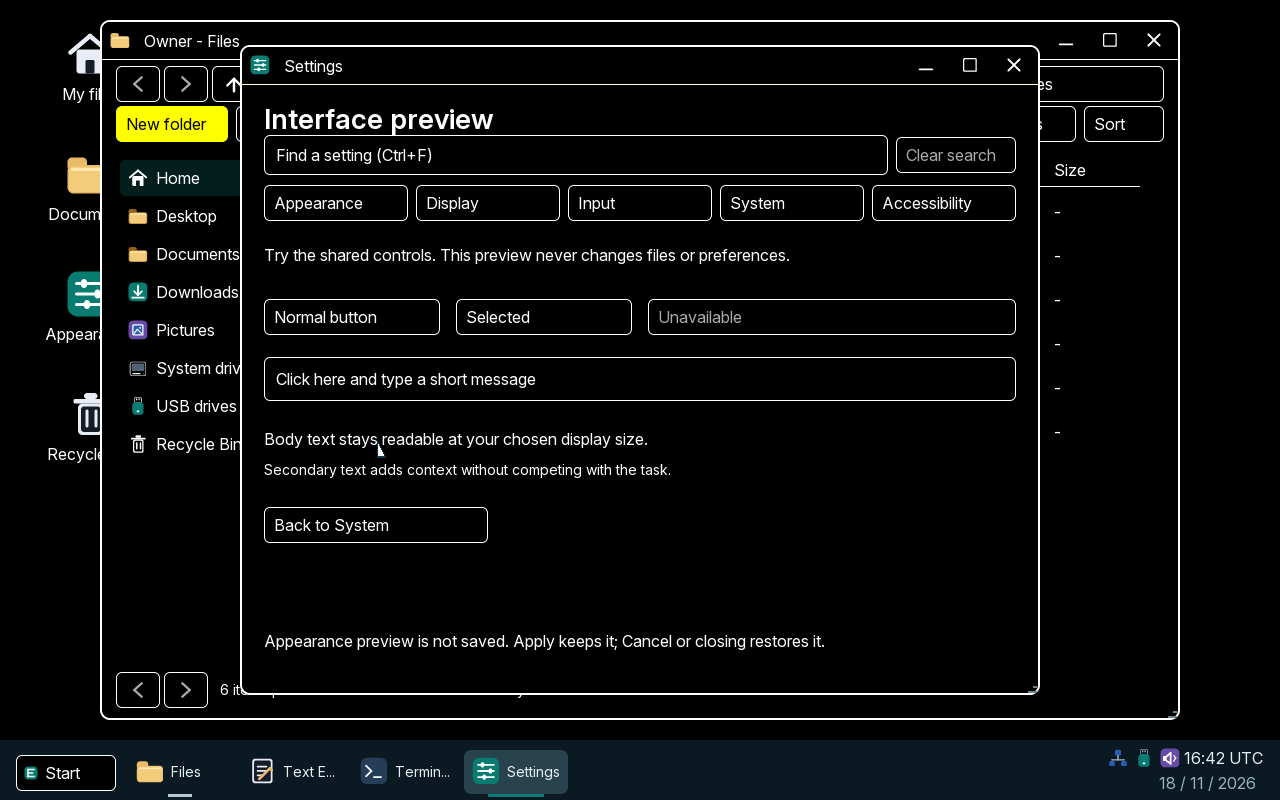 Owner - Files
Settings
My fi
es
New folder
Sort
Interface preview
Find a setting (Ctrl+F)
Clear search
Home
Size
Appearance
Display
Input
System
Accessibility
Desktop
Docum
-
Documents
Try the shared controls. This preview never changes files or preferences.
-
Downloads
-
Normal button
Selected
Unavailable
Pictures
Appear
-
System driv
Click here and type a short message
-
USB drives
-
Recycle Bin
Body text stays readable at your chosen display size.
Recycle
Secondary text adds context without competing with the task.
Back to System
Appearance preview is not saved. Apply keeps it; Cancel or closing restores it.
6 it
Start
Files
Text E...
Termin...
Settings
16:42 UTC
18 / 11 / 2026